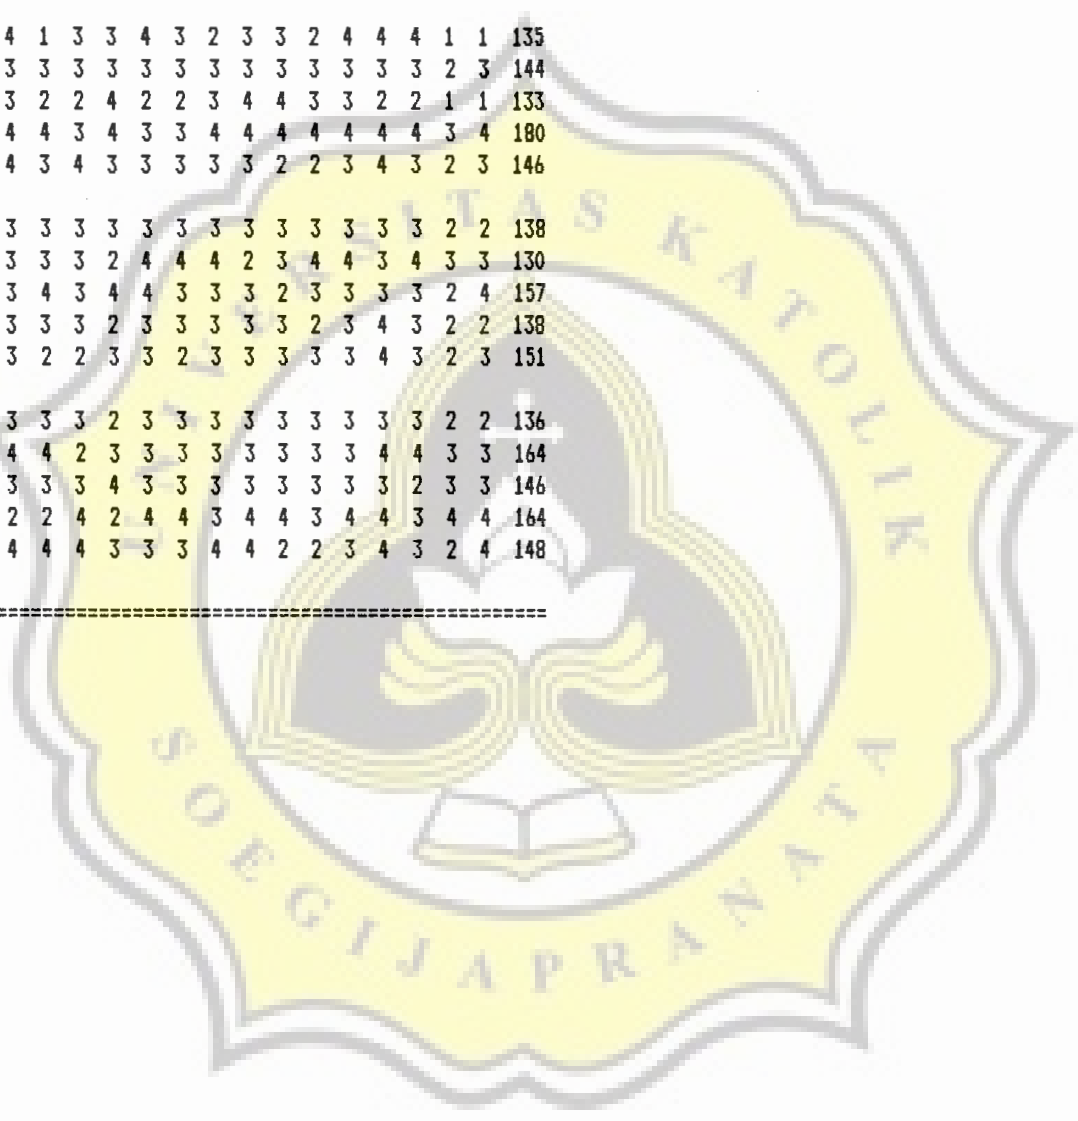 4 1 3 3 4 3 2 3 3 2 4 4 4 1 1 135
3 3 3 3 3 3 3 3 3 3 3 3 3 2 3 144
3 2 2 4 2 2 3 4 4 3 3 2 2 1 1 133
4 4 3 4 3 3 4 4 4 4 4 4 4 3 4 180
4 3 4 3 3 3 3 3 2 2 3 4 3 2 3 146
3 3 3 3 3 3 3 3 3 3 3 3 3 2 2 138
3 3 3 2 4 4 4 2 3 4 4 3 4 3 3 130
3 4 3 4 4 3 3 3 2 3 3 3 3 2 4 157
3 3 3 2 3 3 3 3 3 2 3 4 3 2 2 138
3 2 2 3 3 2 3 3 3 3 3 4 3 2 3 151
3 3 3 2 3 3 3 3 3 3 3 3 3 2 2 136
4 4 2 3 3 3 3 3 3 3 3 4 4 3 3 164
3 3 3 4 3 3 3 3 3 3 3 3 2 3 3 146
2 2 4 2 4 4 3 4 4 3 4 4 3 4 4 164
4 4 4 3 3 3 4 4 2 2 3 4 3 2 4 148
UNIVERSITAS KATOLIK
SOEGIJAPRANATA